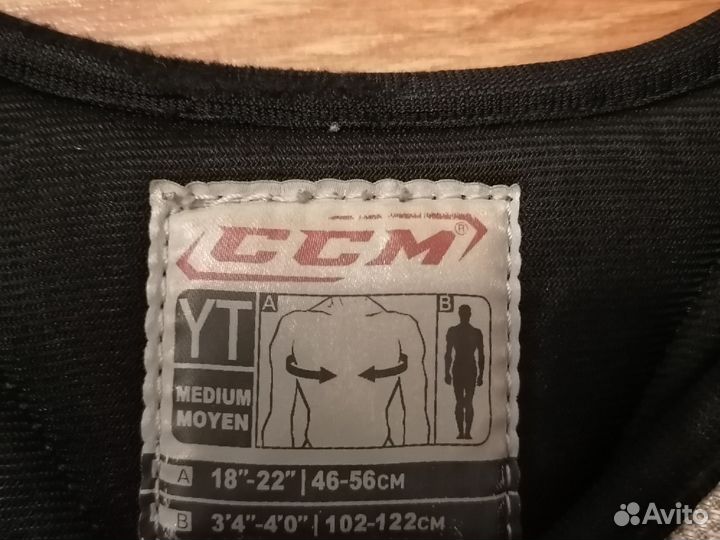 CCM®
YT
A
B
MEDIUM
MOYEN
A 18"-22" | 46-56CM
B 3'4"-4'0" | 102-122CM
Avito